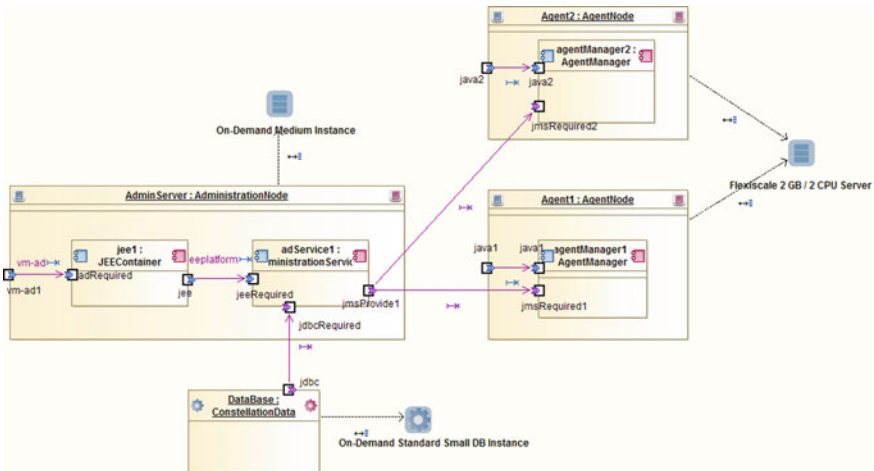 Agent2 : AgentNode
agentManager2 :
AgentManager
java2
java2
jmsRequired2
On-Demand Medium Instance
Flexiscale 2 GB / 2 CPU Server
AdminServer : AdministrationNode
Agent1 : AgentNode
jee1 :
JEEContainer
adService1 :
ministrationServic
vm-ad
eeplatform
adRequired
vm-ad1
jee
jeeRequired
jmsProvide1
java1
java1
agentManager1
AgentManager
jmsRequired1
jdbcRequired
jdbc
DataBase :
ConstellationData
On-Demand Standard Small DB Instance